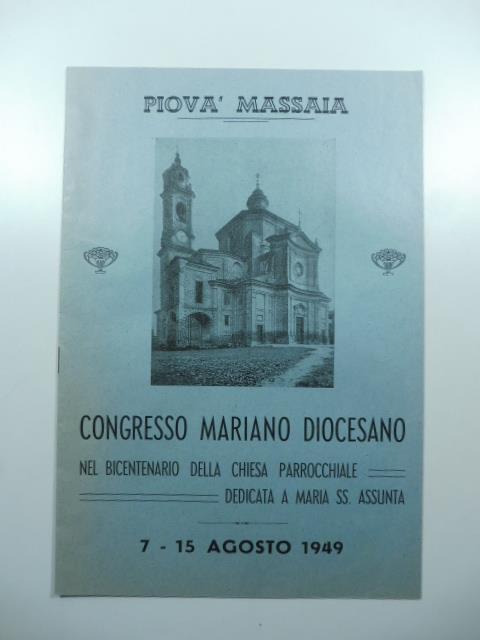 PIOVA' MASSAIA
CONGRESSO MARIANO DIOCESANO
NEL BICENTENARIO DELLA CHIESA PARROCCHIALE
DEDICATA A MARIA SS. ASSUNTA
7 - 15 AGOSTO 1949